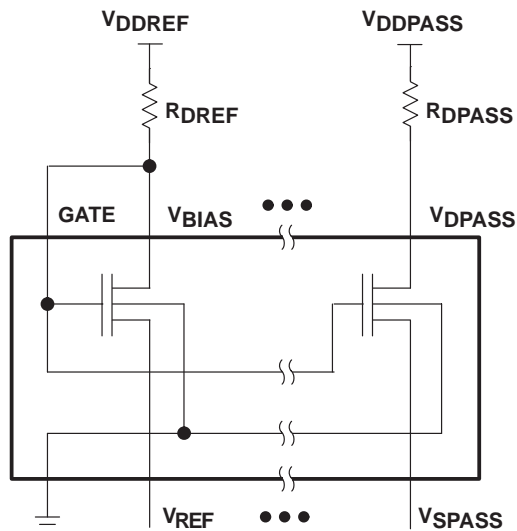 VDDREF
VDDPASS
RDREF
RDPASS
GATE
VBIAS
VDPASS
VREF
VSPASS